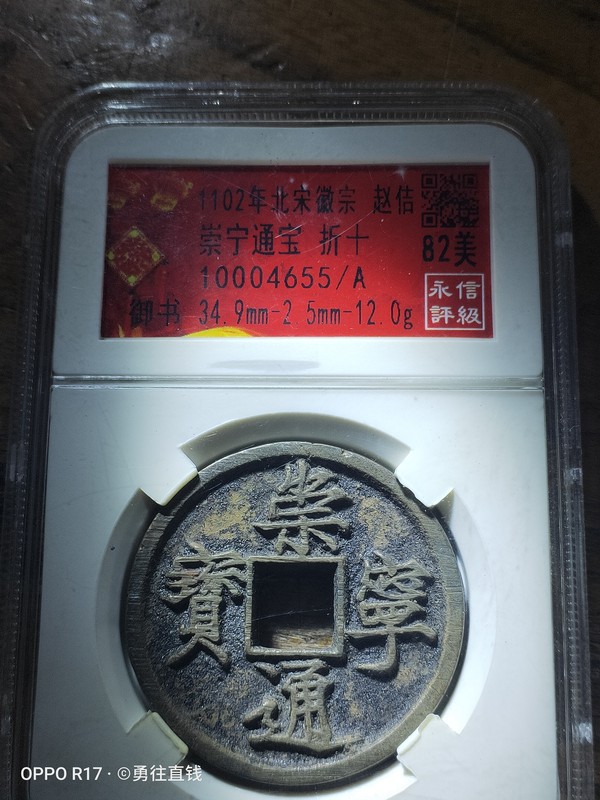 1102年北宋徽宗 赵佶
崇宁通宝 折十
82美
10004655/A
御书 34.9mm-2.5mm-12.0g
永信
評級
崇
寧
通
寳
OPPO R17 · ©勇往直钱